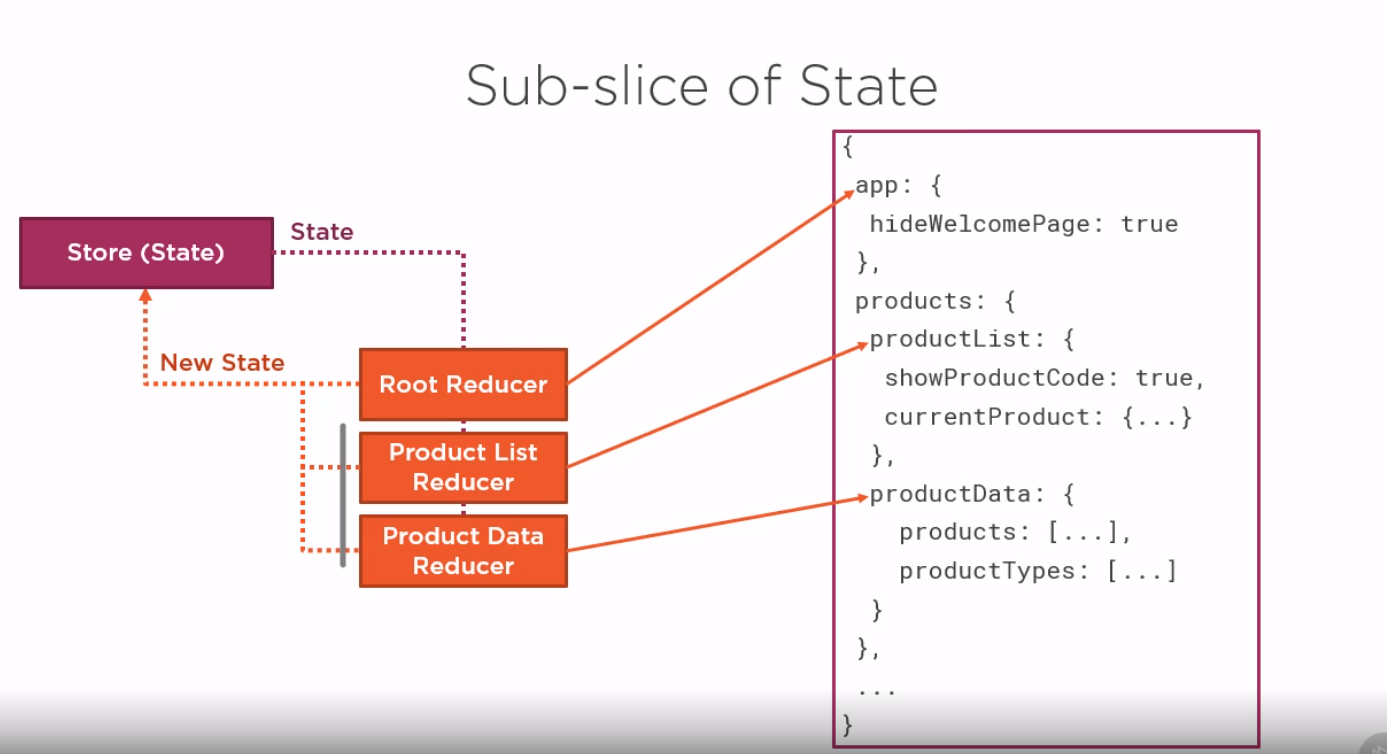 Sub-slice of State
Store (State)
State
New State
Root Reducer
Product List
Reducer
Product Data
Reducer
{
app: {
hideWelcomePage: true
},
products: {
productList: {
showProductCode: true,
currentProduct: {...}
},
productData: {
products: [...],
productTypes: [...]
}
},
...
}